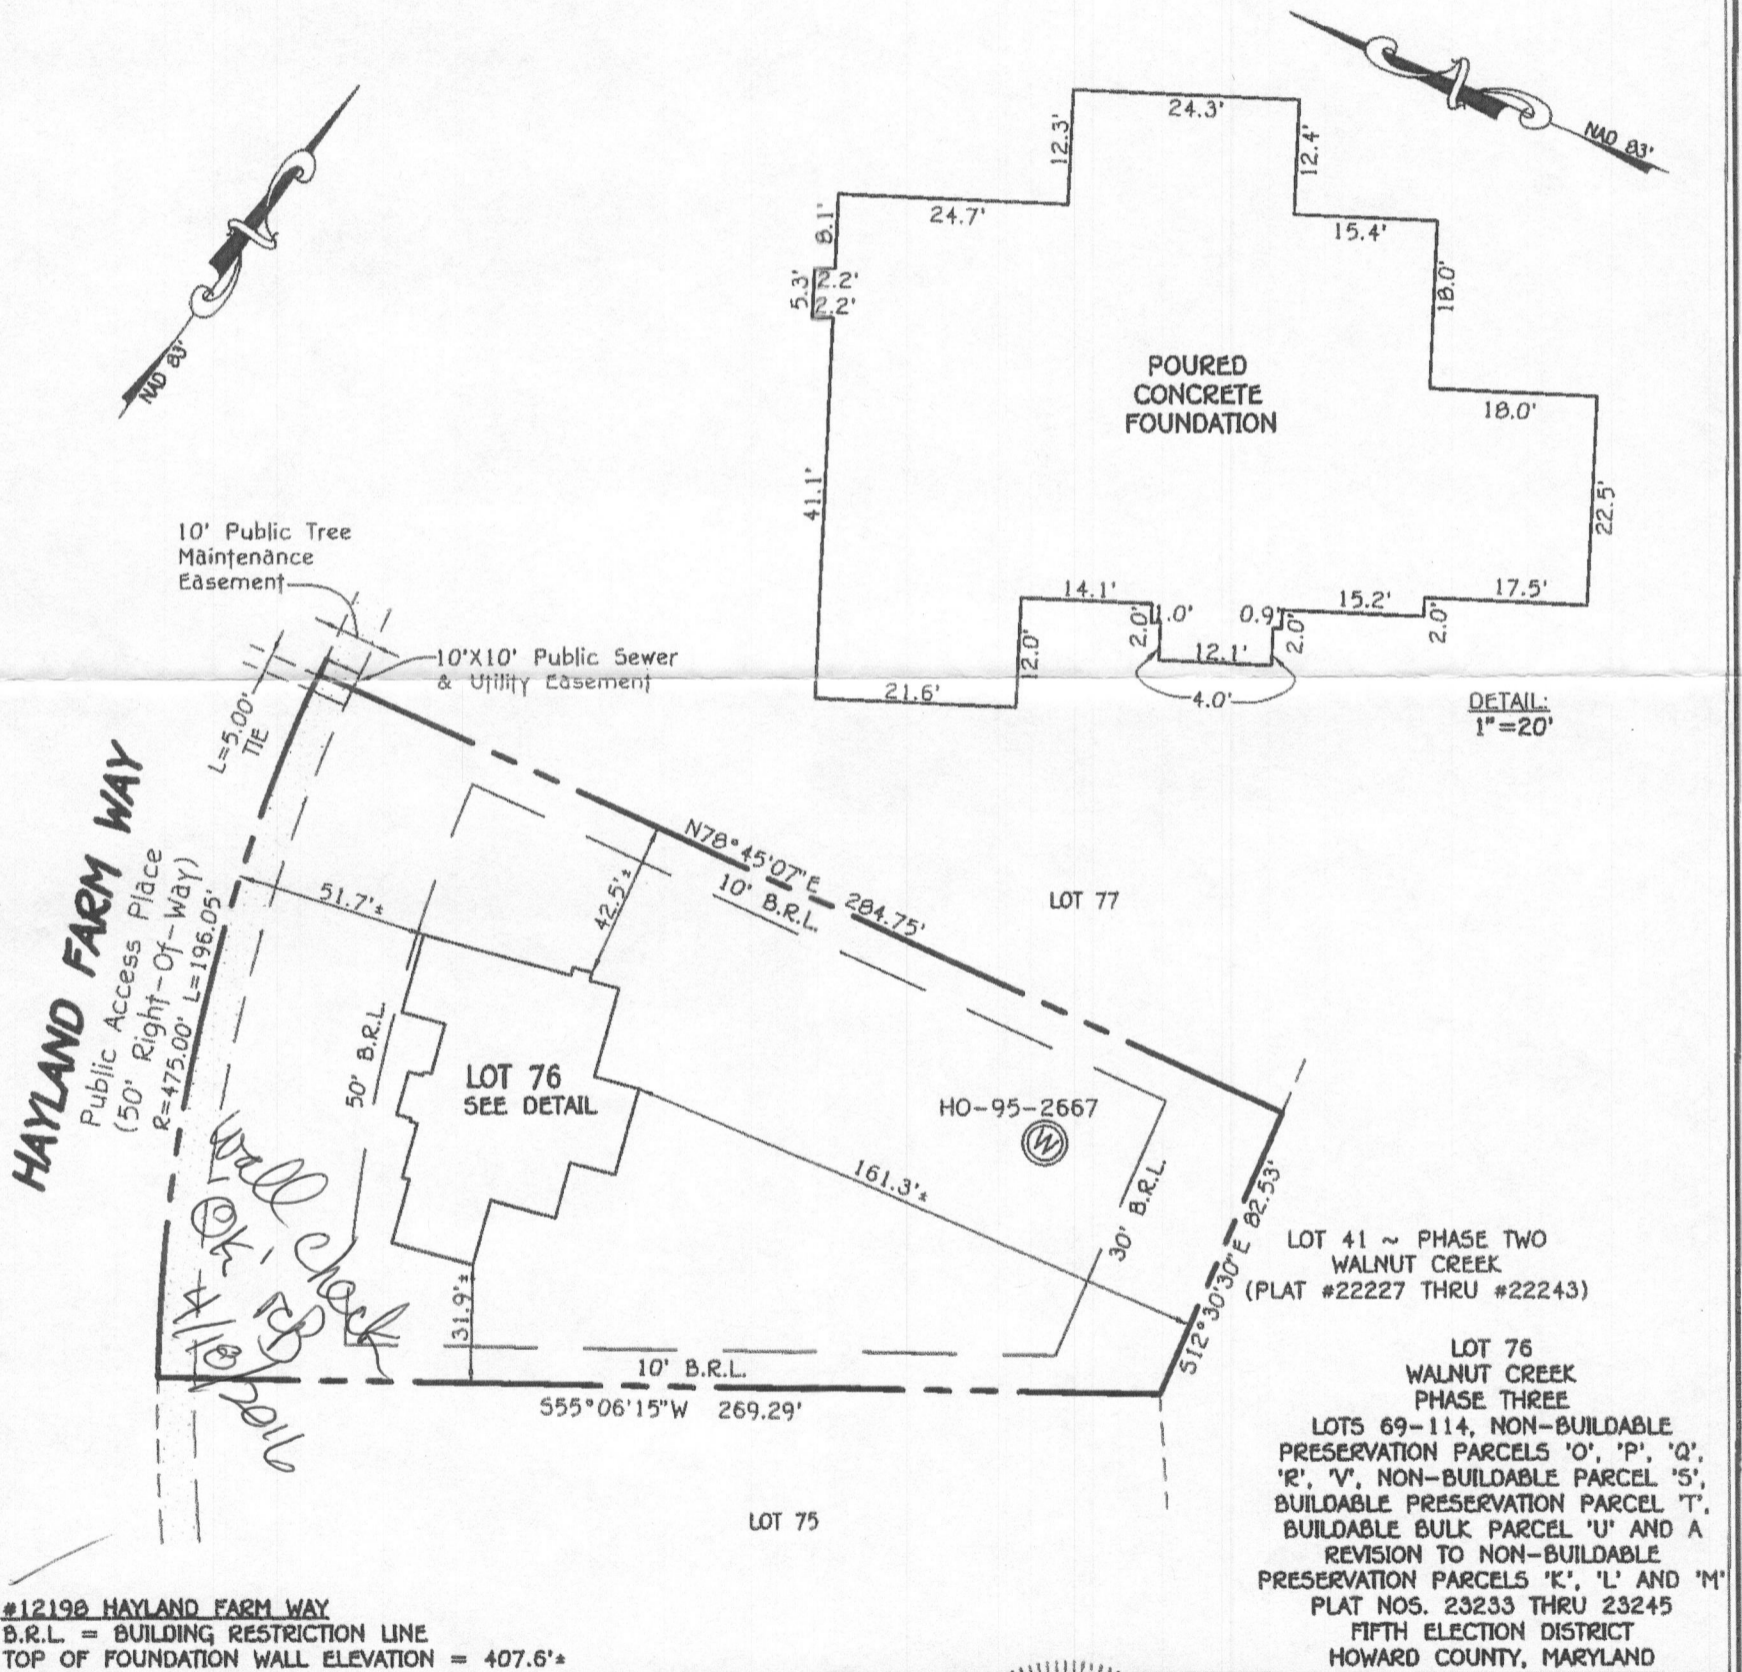 NAD 83'
NAD 83'
24.3'
12.3'
12.4'
24.7'
15.4'
8.1'
5.3'
2.2'
2.2'
18.0'
POURED
CONCRETE
FOUNDATION
18.0'
41.1'
22.5'
14.1'
2.0'
1.0'
0.9'
2.0'
15.2'
2.0'
17.5'
12.0'
12.1'
21.6'
4.0'
DETAIL:
1"=20'
10' Public Tree
Maintenance
Easement
10'X10' Public Sewer
& Utility Easement
L=5.00'
TIE
HAYLAND FARM WAY
Public Access Place
(50' Right-Of-Way)
R=475.00' L=196.05'
51.7'±
42.5'±
N78°45'07"E 284.75'
10' B.R.L.
LOT 77
50' B.R.L.
LOT 76
SEE DETAIL
HO-95-2667
W
161.3'±
30' B.R.L.
S12°30'30"E 82.53'
31.9'±
10' B.R.L.
S55°06'15"W 269.29'
Wall Check
OK
LOT 75
LOT 41 ~ PHASE TWO
WALNUT CREEK
(PLAT #22227 THRU #22243)
LOT 76
WALNUT CREEK
PHASE THREE
LOTS 69-114, NON-BUILDABLE
PRESERVATION PARCELS 'O', 'P', 'Q',
'R', 'V', NON-BUILDABLE PARCEL 'S',
BUILDABLE PRESERVATION PARCEL 'T',
BUILDABLE BULK PARCEL 'U' AND A
REVISION TO NON-BUILDABLE
PRESERVATION PARCELS 'K', 'L' AND 'M'
PLAT NOS. 23233 THRU 23245
FIFTH ELECTION DISTRICT
HOWARD COUNTY, MARYLAND
#12198 HAYLAND FARM WAY
B.R.L. = BUILDING RESTRICTION LINE
TOP OF FOUNDATION WALL ELEVATION = 407.6'±